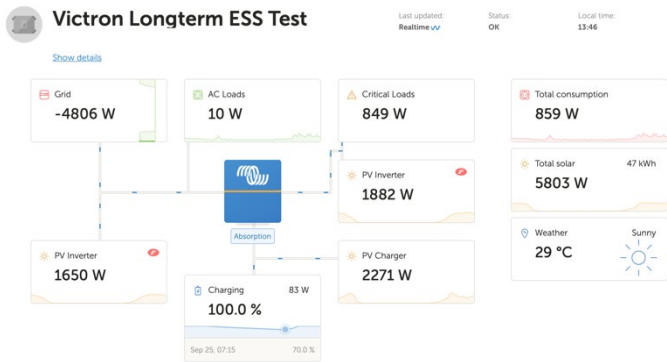 Victron Longterm ESS Test
Last updated:
Realtime
Status:
OK
Local time:
13:46
Show details
Grid
-4806 W
AC Loads
10 W
Critical Loads
849 W
Total consumption
859 W
PV Inverter
1882 W
Total solar
47 kWh
5803 W
Absorption
Weather
Sunny
29 °C
PV Inverter
1650 W
PV Charger
2271 W
Charging
83 W
100.0 %
Sep 25, 07:15
70.0 %